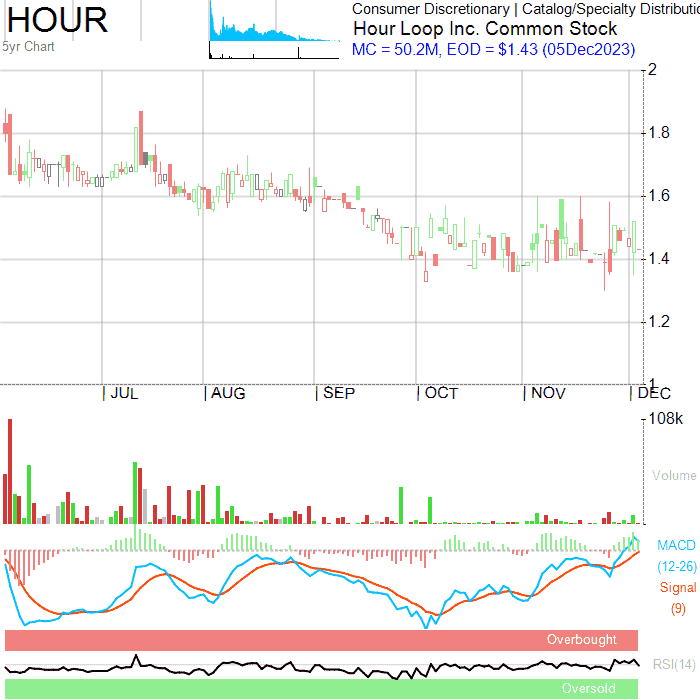 HOUR
5yr Chart
Consumer Discretionary | Catalog/Specialty Distributio
Hour Loop Inc. Common Stock
MC = 50.2M, EOD = $1.43 (05Dec2023)
2
1.8
1.6
1.4
1.2
1
| JUL | AUG | SEP | OCT | NOV | DEC
108k
Volume
MACD
(12-26)
Signal
(9)
Overbought
RSI(14)
Oversold